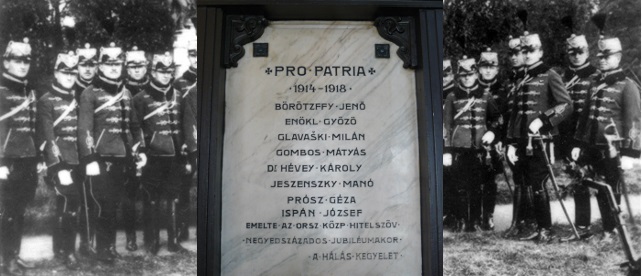 ✢PRO·PATRIA✢
·1914–1918·
BÖRÖTZFFY·JENŐ
ENÖKL·GYŐZŐ
GLAVAŠKI·MILÁN
GOMBOS·MÁTYÁS
DR HÉVEY·KÁROLY
JESZENSZKY·MANÓ
PRÓSZ·GÉZA
ISPÁN·JÓZSEF
EMELTE·AZ·ORSZ·KÖZP·HITELSZÖV·
·NEGYEDSZÁZADOS·JUBILEUMAKOR·
·A·HÁLÁS·KEGYELET·